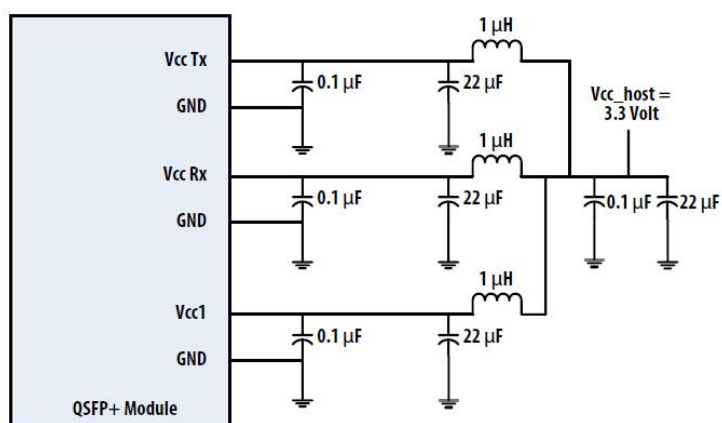 1 µH
Vcc Tx
0.1 µF
22 µF
GND
Vcc_host =
3.3 Volt
1 µH
Vcc Rx
0.1 µF
22 µF
0.1 µF
22 µF
GND
1 µH
Vcc1
0.1 µF
22 µF
GND
QSFP+ Module